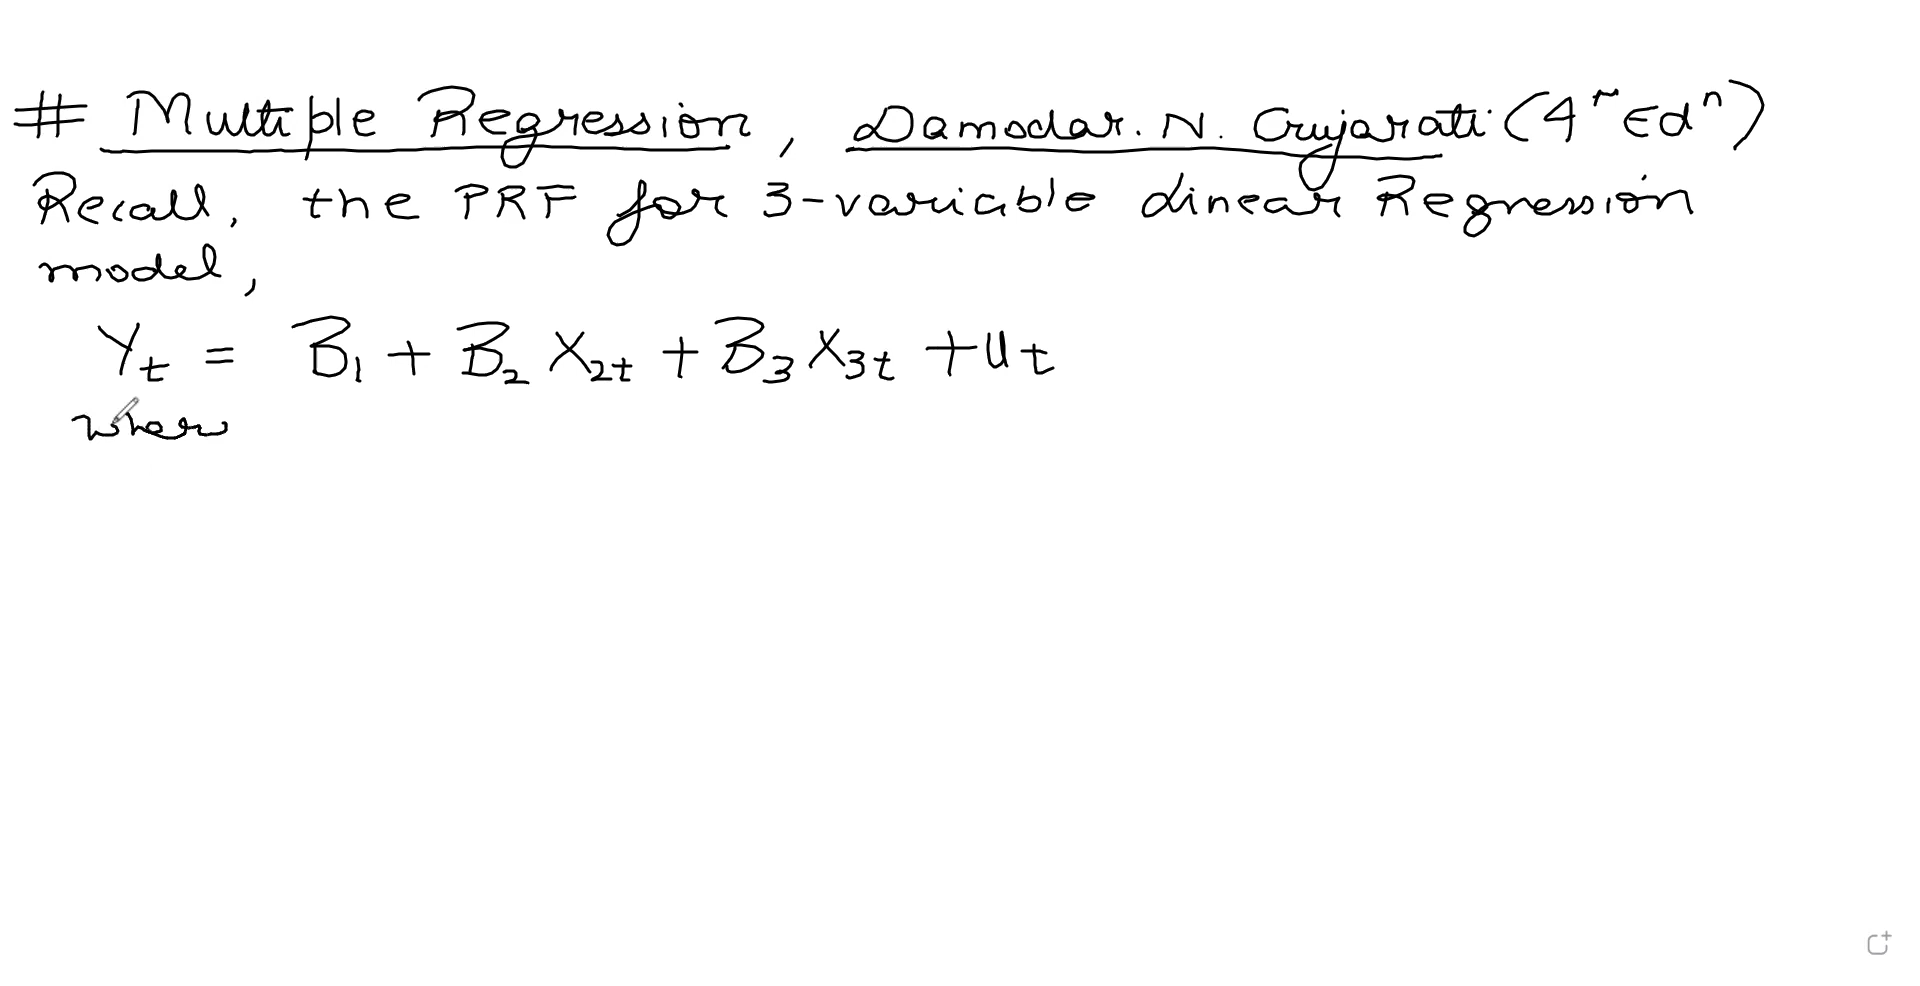 # Multiple Regression, Damodar. N. Gujarati (4th Edn)
Recall, the PRF for 3-variable Linear Regression
model,
Yt = B1 + B2 X2t + B3 X3t + ut
where